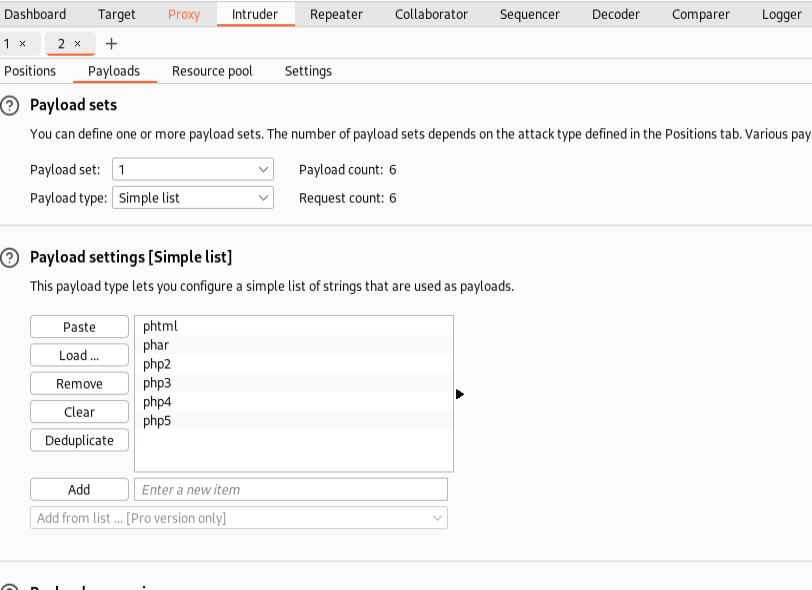 Dashboard Target Proxy Intruder Repeater Collaborator Sequencer Decoder Comparer Logger
1 × 2 × +
Positions Payloads Resource pool Settings
? Payload sets
You can define one or more payload sets. The number of payload sets depends on the attack type defined in the Positions tab. Various pay
Payload set: 1 Payload count: 6
Payload type: Simple list Request count: 6
? Payload settings [Simple list]
This payload type lets you configure a simple list of strings that are used as payloads.
Paste
Load ...
Remove
Clear
Deduplicate
phtml
phar
php2
php3
php4
php5
Add Enter a new item
Add from list ... [Pro version only]